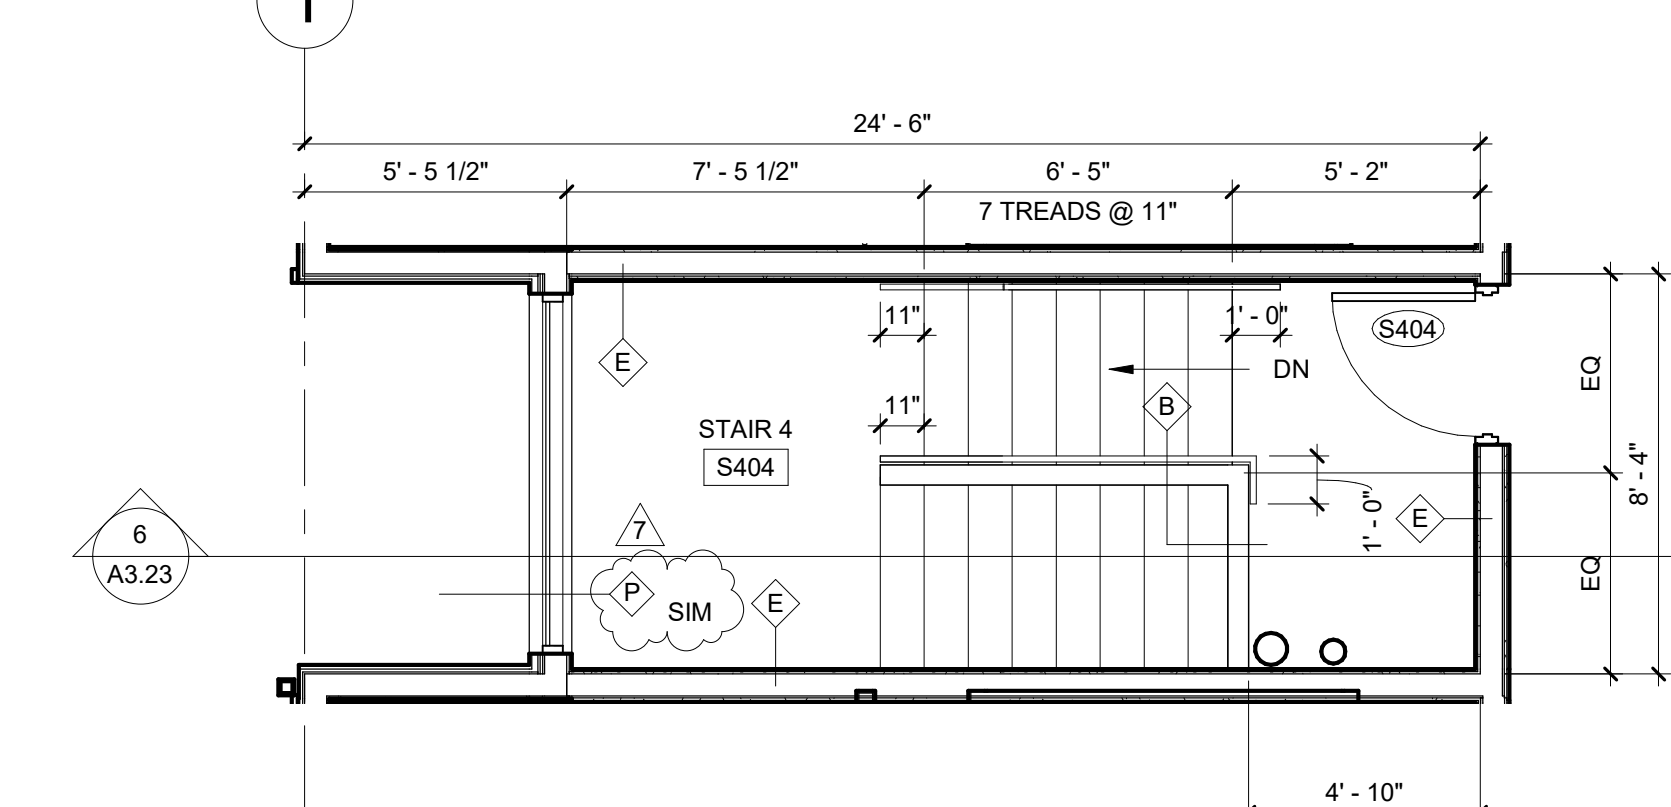 24' - 6"
5' - 5 1/2"
7' - 5 1/2"
6' - 5"
5' - 2"
7 TREADS @ 11"
11"
1' - 0"
S404
E
DN
EQ
11"
B
STAIR 4
S404
8' - 4"
1' - 0"
E
7
6
A3.23
P
SIM
E
EQ
4' - 10"